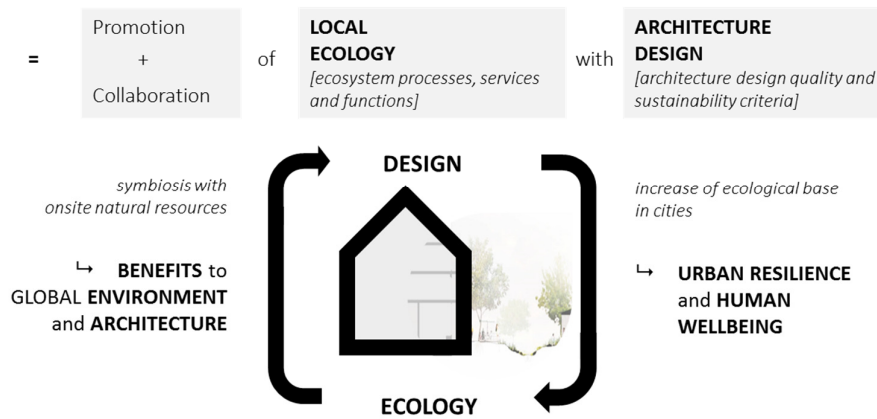 =
Promotion
+
Collaboration
of
LOCAL
ECOLOGY
[ecosystem processes, services
and functions]
with
ARCHITECTURE
DESIGN
[architecture design quality and
sustainability criteria]
DESIGN
symbiosis with
onsite natural resources
↳ BENEFITS to
GLOBAL ENVIRONMENT
and ARCHITECTURE
increase of ecological base
in cities
↳ URBAN RESILIENCE
and HUMAN
WELLBEING
ECOLOGY